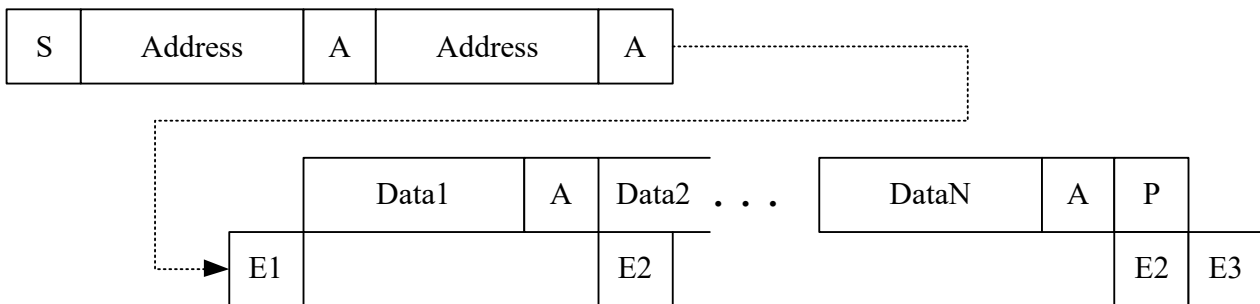 S Address A Address A
Data1 A Data2 . . . DataN A P
E1 E2 E2 E3